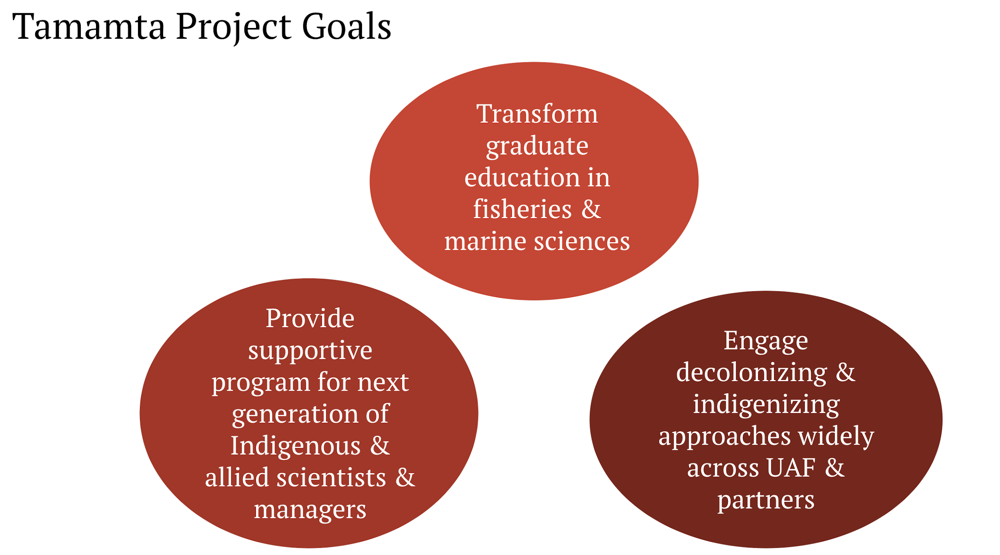 Tamamta Project Goals
Transform
graduate
education in
fisheries &
marine sciences
Provide
supportive
program for next
generation of
Indigenous &
allied scientists &
managers
Engage
decolonizing &
indigenizing
approaches widely
across UAF &
partners